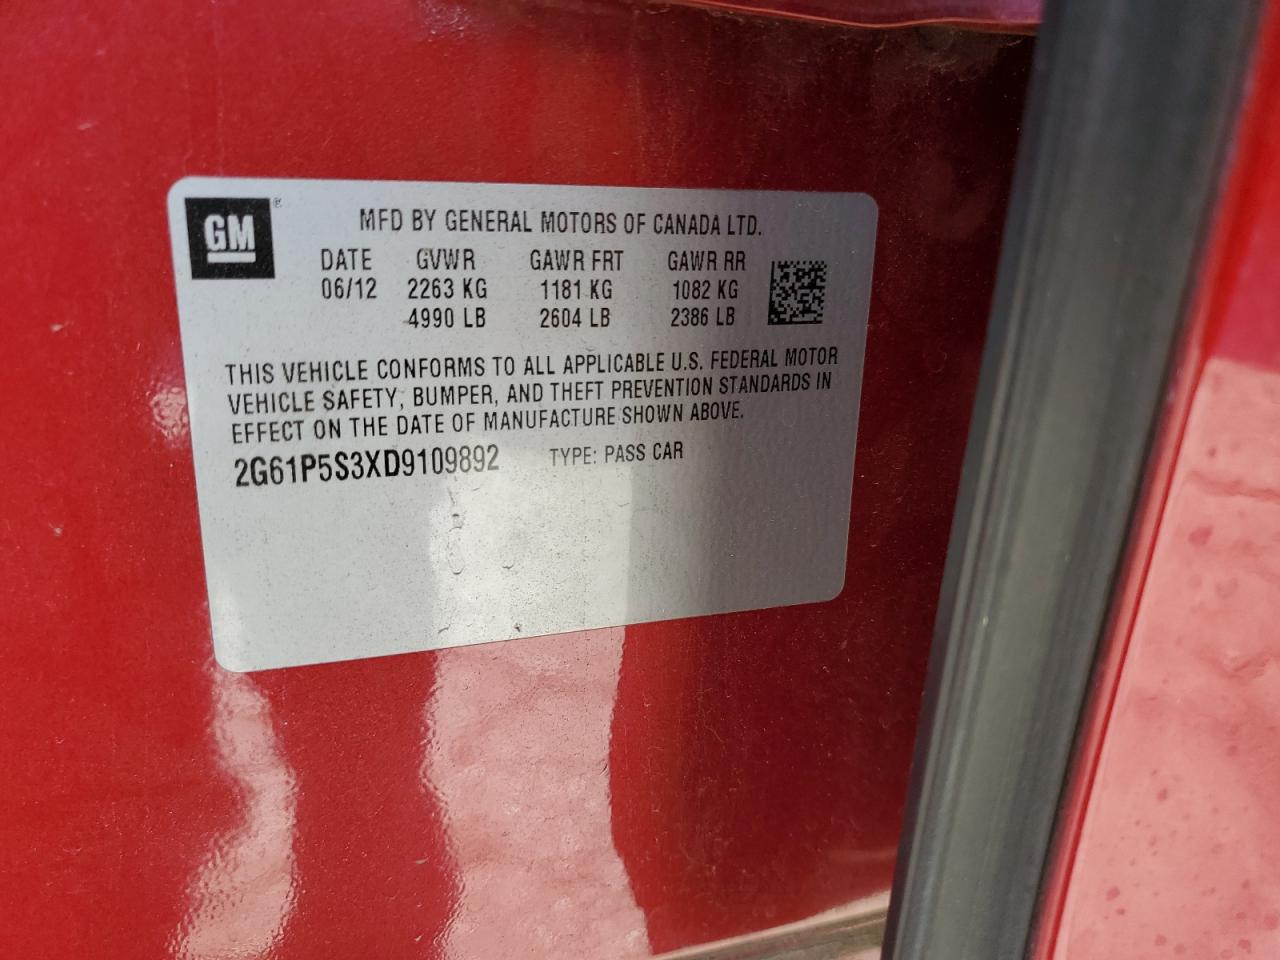 GM®
MFD BY GENERAL MOTORS OF CANADA LTD.
DATE GVWR GAWR FRT GAWR RR
06/12 2263 KG 1181 KG 1082 KG
4990 LB 2604 LB 2386 LB
THIS VEHICLE CONFORMS TO ALL APPLICABLE U.S. FEDERAL MOTOR
VEHICLE SAFETY, BUMPER, AND THEFT PREVENTION STANDARDS IN
EFFECT ON THE DATE OF MANUFACTURE SHOWN ABOVE.
2G61P5S3XD9109892 TYPE: PASS CAR